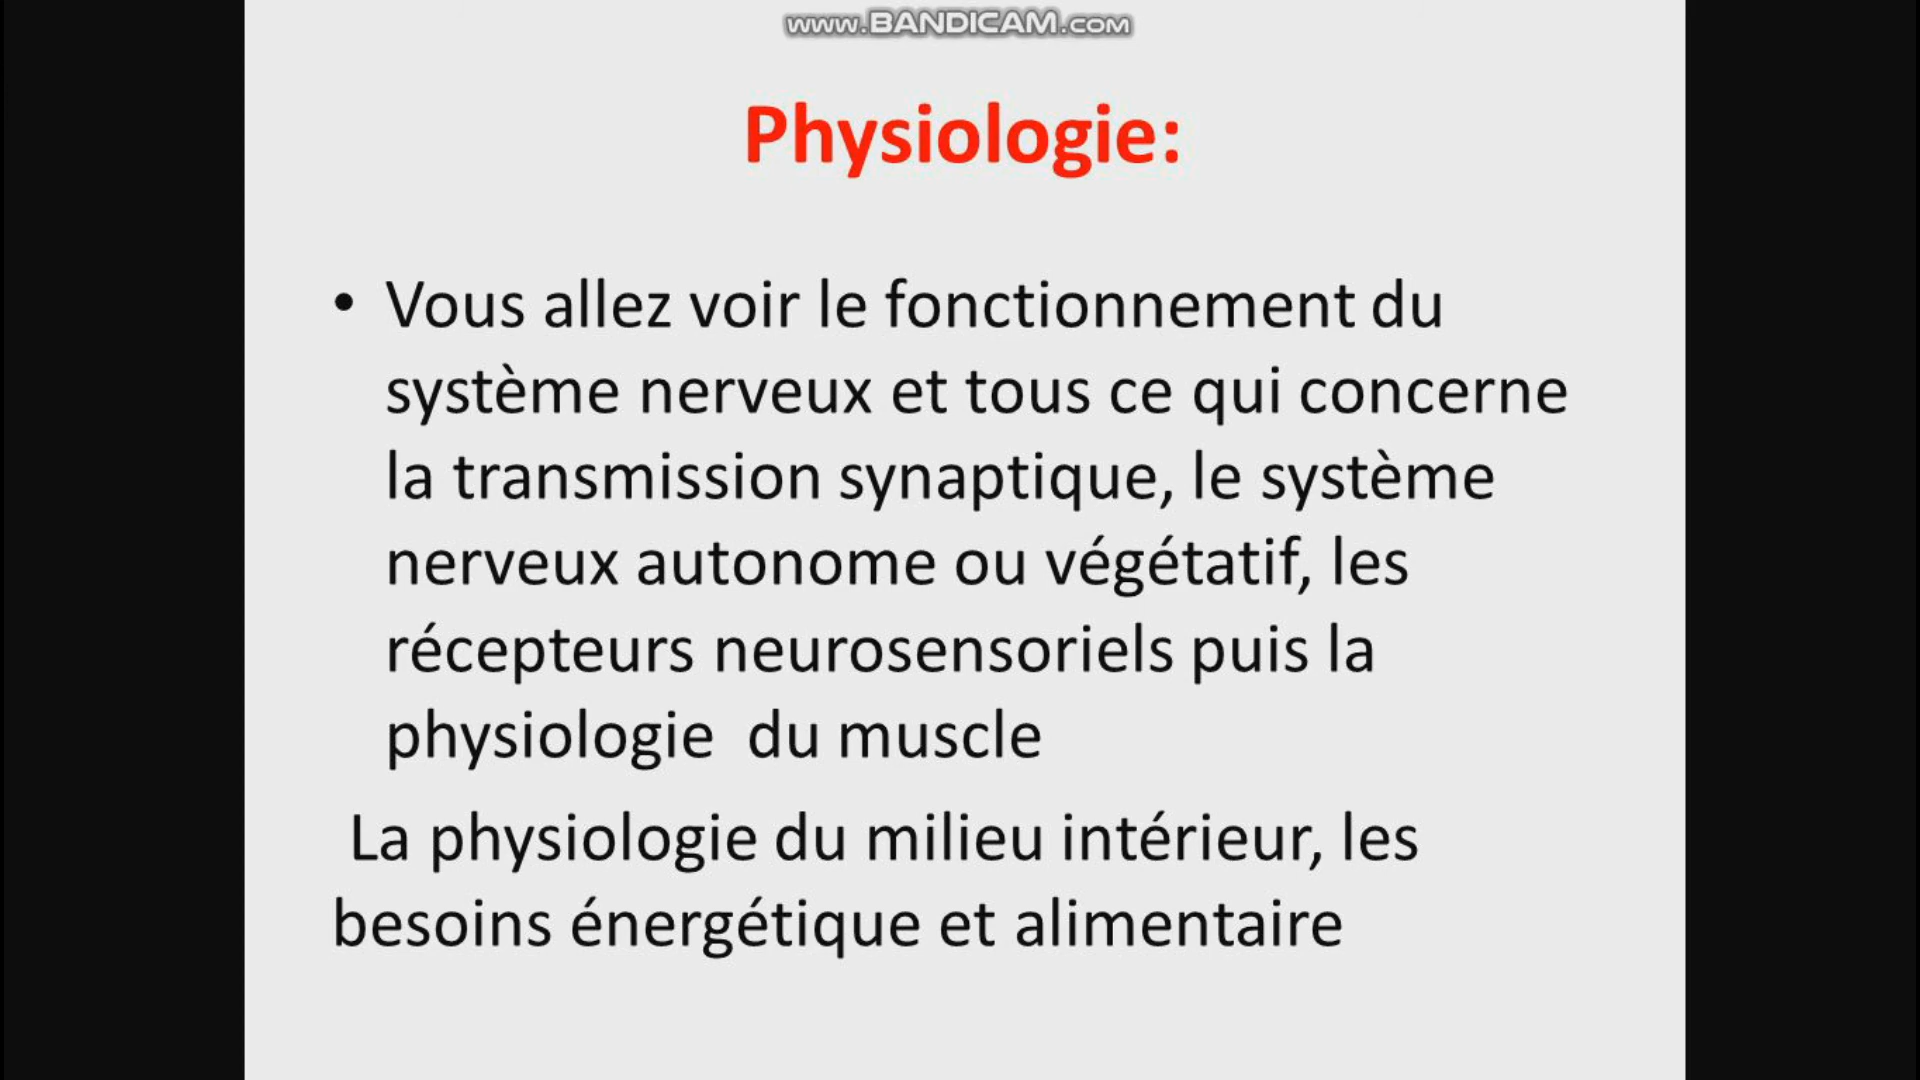 www.BANDICAM.com
Physiologie:
• Vous allez voir le fonctionnement du
système nerveux et tous ce qui concerne
la transmission synaptique, le système
nerveux autonome ou végétatif, les
récepteurs neurosensoriels puis la
physiologie  du muscle
La physiologie du milieu intérieur, les
besoins énergétique et alimentaire